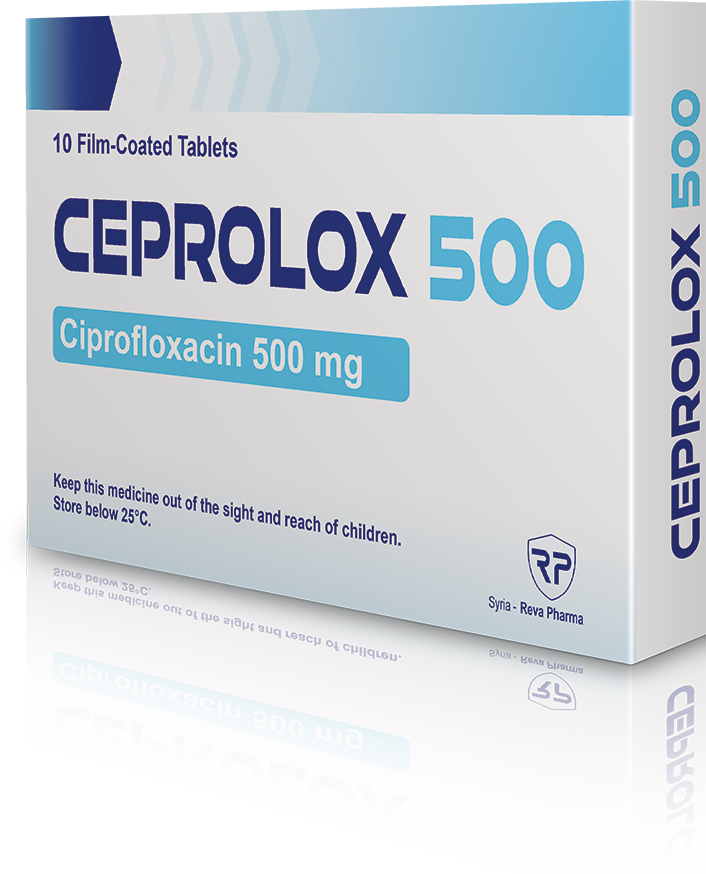 10 Film-Coated Tablets
CEPROLOX 500
Ciprofloxacin 500 mg
Keep this medicine out of the sight and reach of children.
Store below 25°C.
RP
Syria - Reva Pharma
CEPROLOX 500